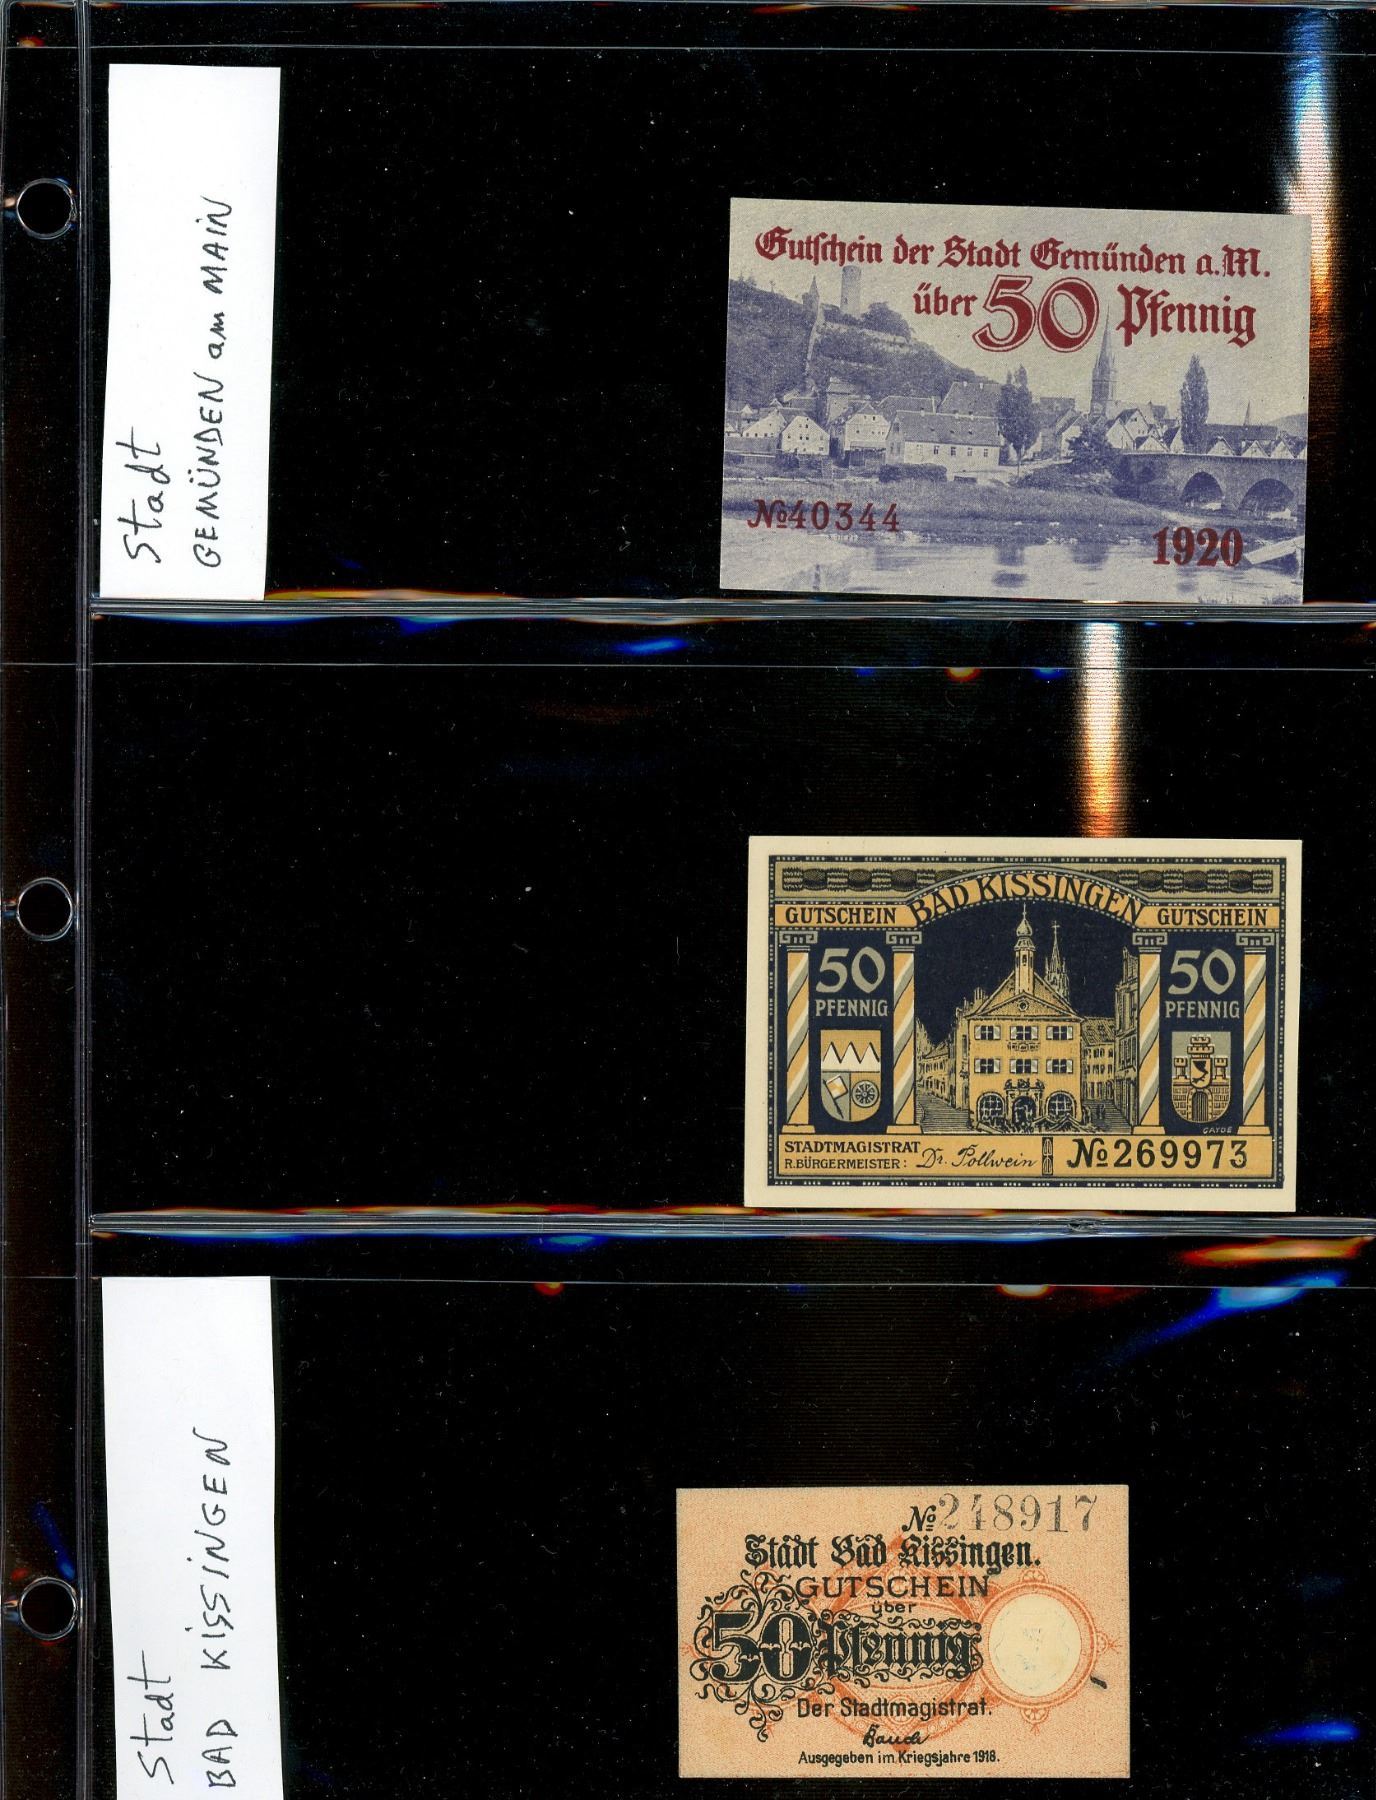 Stadt
GEMÜNDEN am MAIN
Gutschein der Stadt Gemünden a.M.
über 50 Pfennig
№40344
1920
BAD KISSINGEN
GUTSCHEIN
GUTSCHEIN
50
PFENNIG
50
PFENNIG
GAYDE
STADTMAGISTRAT
R.BÜRGERMEISTER: Dr. Pollwein
№269973
Stadt
BAD KISSINGEN
№248917
Stadt Bad Kissingen.
GUTSCHEIN
über
50 Pfennig
Der Stadtmagistrat.
Ausgegeben im Kriegsjahre 1918.